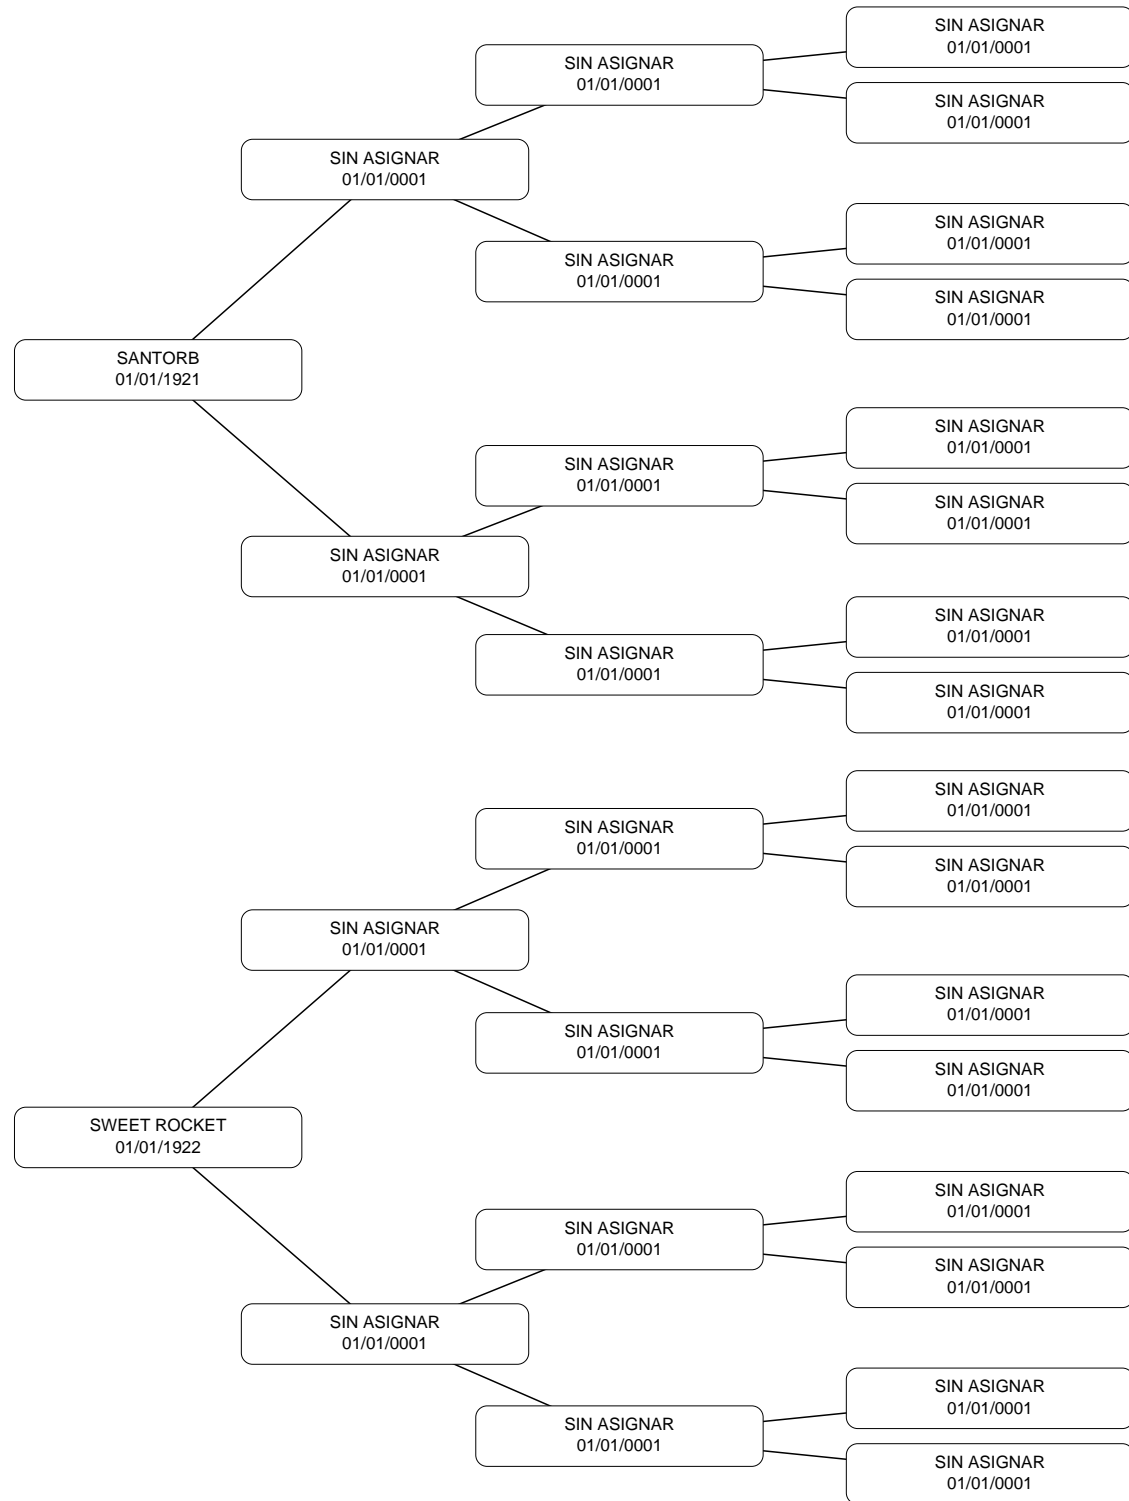 SIN ASIGNAR
01/01/0001
SIN ASIGNAR
01/01/0001
SIN ASIGNAR
01/01/0001
SIN ASIGNAR
01/01/0001
SIN ASIGNAR
01/01/0001
SIN ASIGNAR
01/01/0001
SIN ASIGNAR
01/01/0001
SANTORB
01/01/1921
SIN ASIGNAR
01/01/0001
SIN ASIGNAR
01/01/0001
SIN ASIGNAR
01/01/0001
SIN ASIGNAR
01/01/0001
SIN ASIGNAR
01/01/0001
SIN ASIGNAR
01/01/0001
SIN ASIGNAR
01/01/0001
SIN ASIGNAR
01/01/0001
SIN ASIGNAR
01/01/0001
SIN ASIGNAR
01/01/0001
SIN ASIGNAR
01/01/0001
SIN ASIGNAR
01/01/0001
SIN ASIGNAR
01/01/0001
SIN ASIGNAR
01/01/0001
SWEET ROCKET
01/01/1922
SIN ASIGNAR
01/01/0001
SIN ASIGNAR
01/01/0001
SIN ASIGNAR
01/01/0001
SIN ASIGNAR
01/01/0001
SIN ASIGNAR
01/01/0001
SIN ASIGNAR
01/01/0001
SIN ASIGNAR
01/01/0001